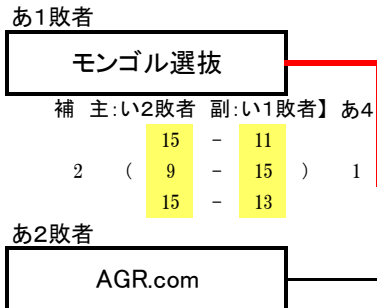 あ1敗者
モンゴル選抜
補 主:い2敗者 副:い1敗者】 あ4
15 - 11
2 ( 9 - 15 ) 1
15 - 13
あ2敗者
AGR.com